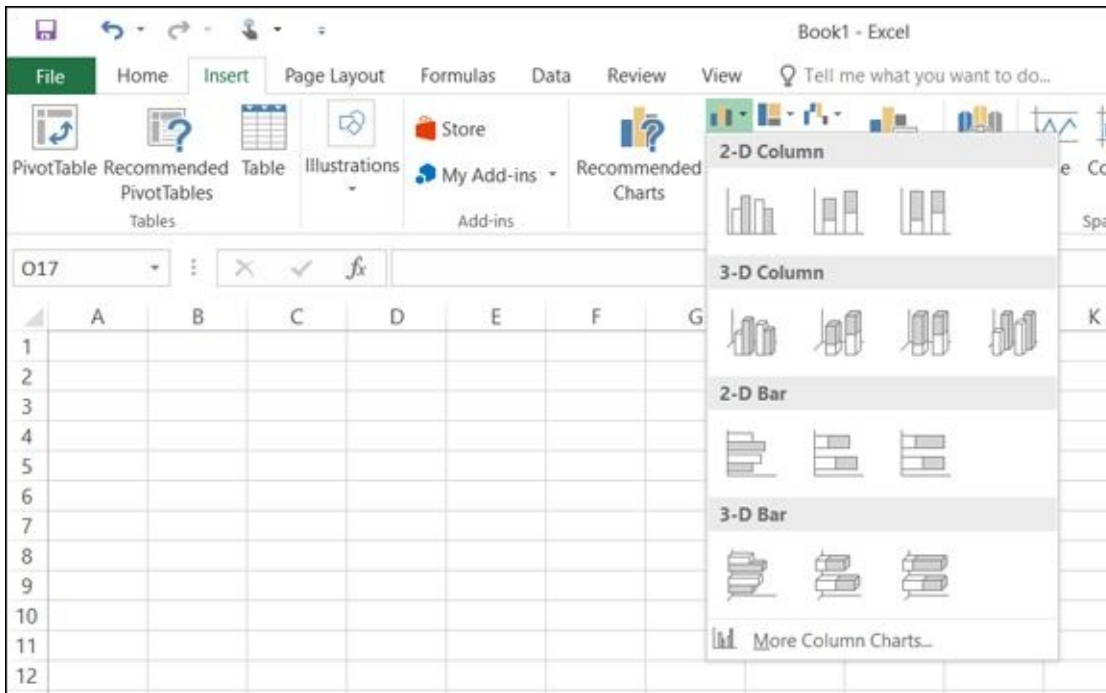 Book1 - Excel
File Home Insert Page Layout Formulas Data Review View Tell me what you want to do...
PivotTable Recommended PivotTables Table Illustrations Store My Add-ins Recommended Charts
Tables Add-ins
O17 fx
A B C D E F G K
1
2
3
4
5
6
7
8
9
10
11
12
2-D Column
3-D Column
2-D Bar
3-D Bar
More Column Charts...